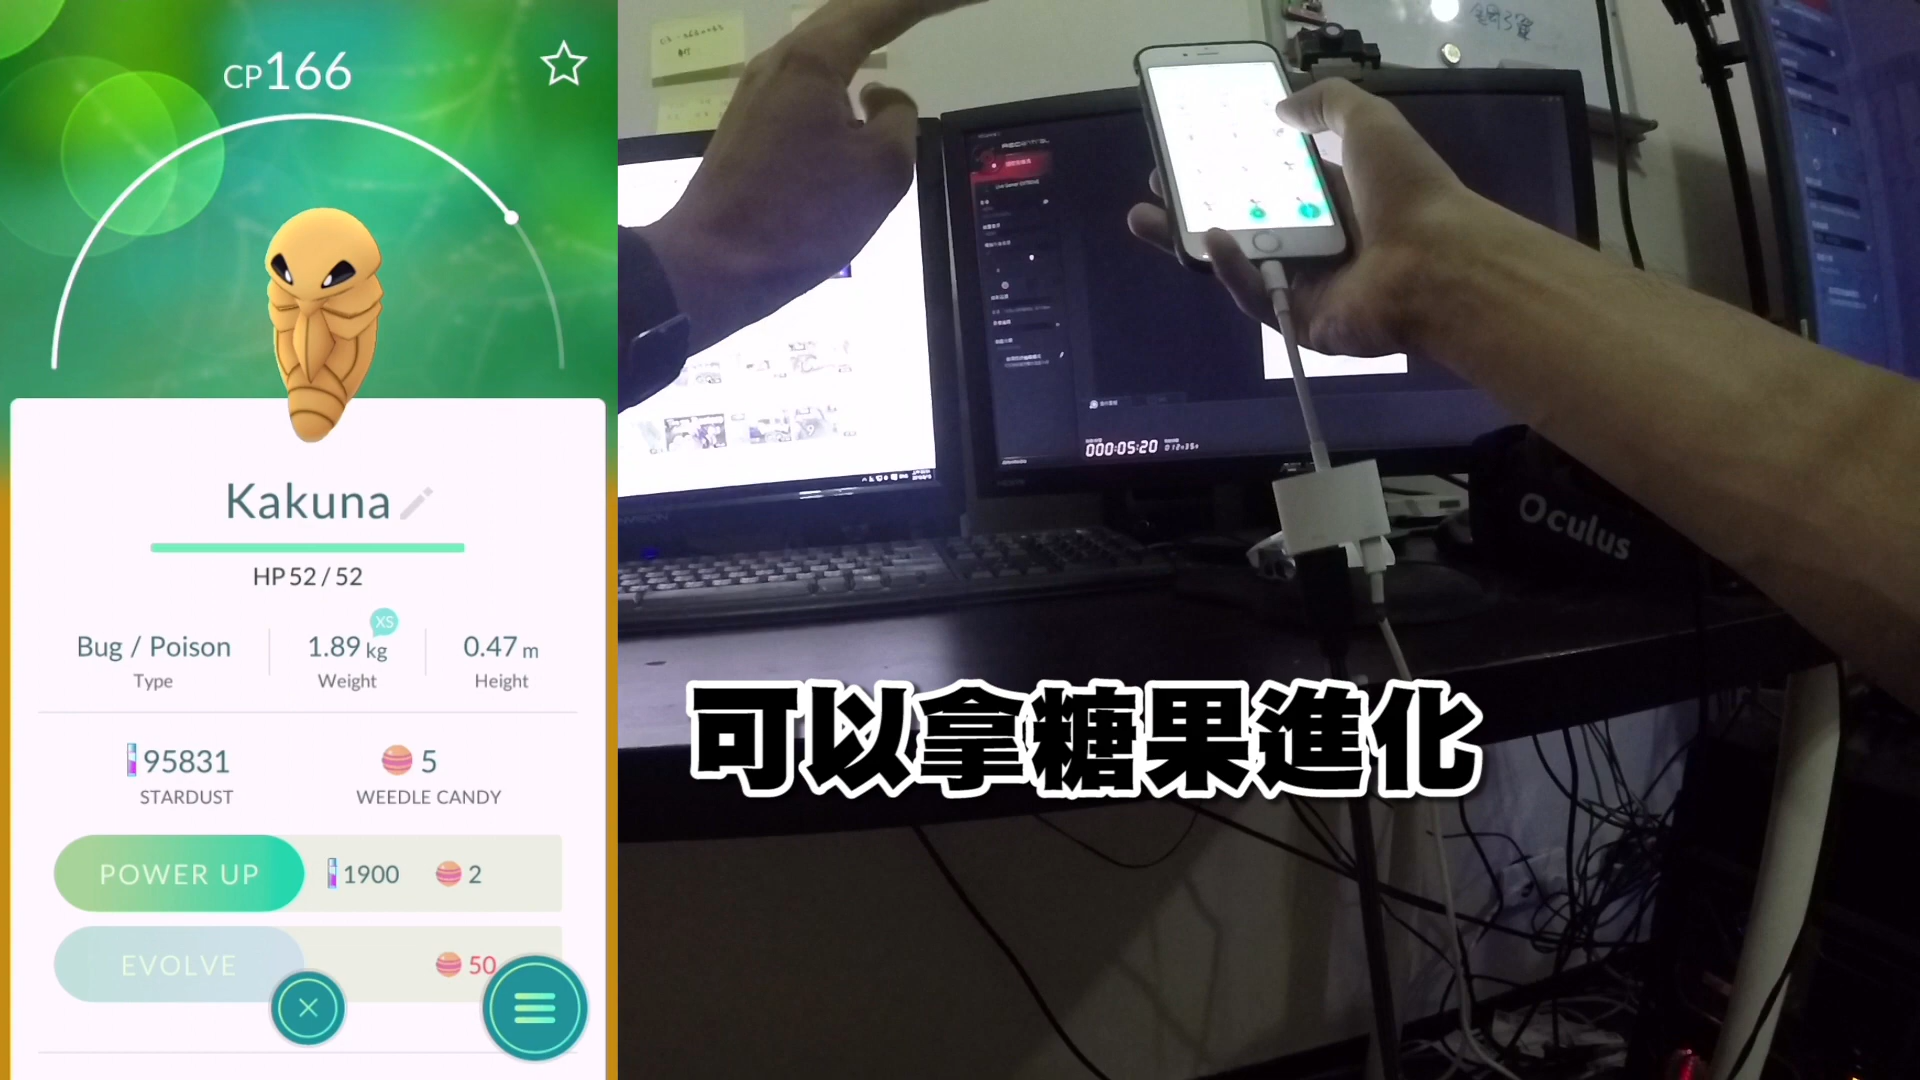 CP166
Kakuna
HP 52 / 52
XS
Bug / Poison
1.89 kg
0.47 m
Type
Weight
Height
95831
5
STARDUST
WEEDLE CANDY
POWER UP
1900
2
EVOLVE
50
000:05:20
Oculus
可以拿糖果進化